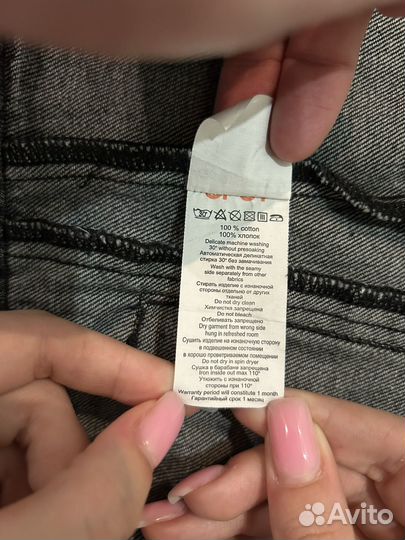 30
100 % cotton
100% хлопок
Delicate machine washing
30° without presoaking
Автоматическая деликатная
стирка 30° без замачивания
Wash with the seamy
side separately from other
fabrics
Стирать изделие с изнаночной
стороны отдельно от других
тканей
Do not dry clean
Химчистка запрещена
Do not bleach.
Отбеливать запрещено
Dry garment from wrong side
hung in refreshed room
Сушить изделие на изнаночную сторону
в подвешенном состоянии
в хорошо проветриваемом помещении
Do not dry in spin dryer
Сушка в барабане запрещена
Iron inside out max 110°
Утюжить с изнаночной
стороны при 110°
Warranty period will constitute 1 month
Гарантийный срок 1 месяц
Avito